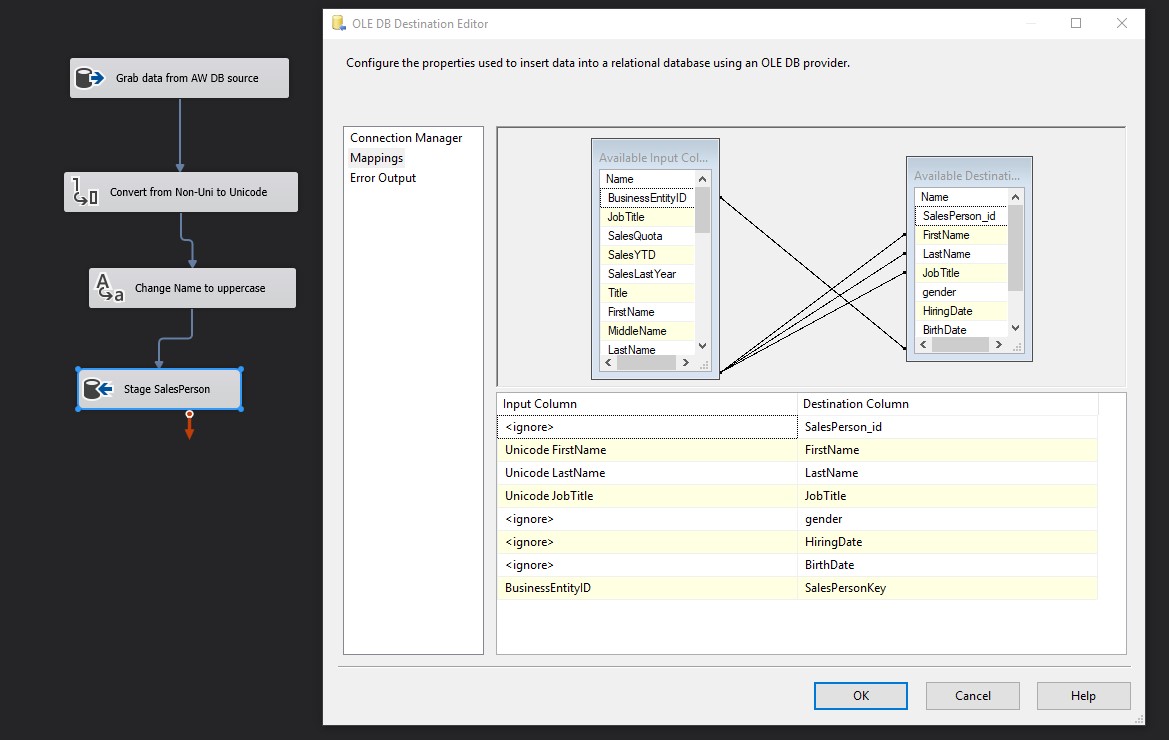 Grab data from AW DB source
Convert from Non-Uni to Unicode
Change Name to uppercase
Stage SalesPerson
OLE DB Destination Editor
Configure the properties used to insert data into a relational database using an OLE DB provider.
Connection Manager
Mappings
Error Output
Available Input Col...
Name
BusinessEntityID
JobTitle
SalesQuota
SalesYTD
SalesLastYear
Title
FirstName
MiddleName
LastName
Available Destinati...
Name
SalesPerson_id
FirstName
LastName
JobTitle
gender
HiringDate
BirthDate
Input Column Destination Column
<ignore> SalesPerson_id
Unicode FirstName FirstName
Unicode LastName LastName
Unicode JobTitle JobTitle
<ignore> gender
<ignore> HiringDate
<ignore> BirthDate
BusinessEntityID SalesPersonKey
OK Cancel Help